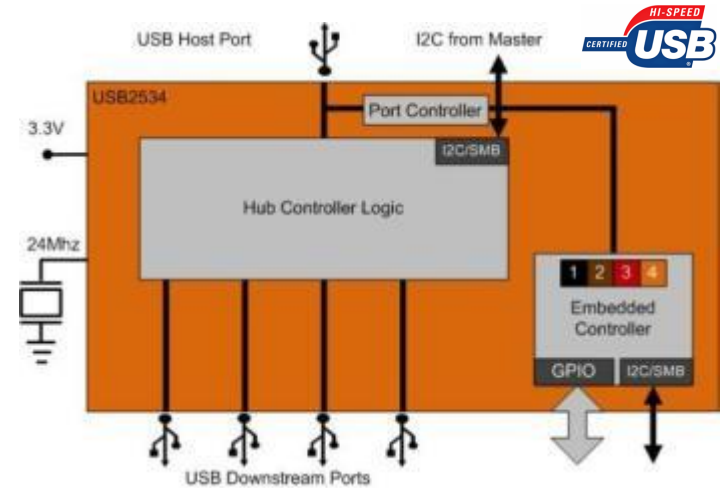 HI-SPEED
CERTIFIED USB
USB Host Port
I2C from Master
USB2534
Port Controller
3.3V
I2C/SMB
Hub Controller Logic
24Mhz
1 2 3 4
Embedded
Controller
GPIO
I2C/SMB
USB Downstream Ports